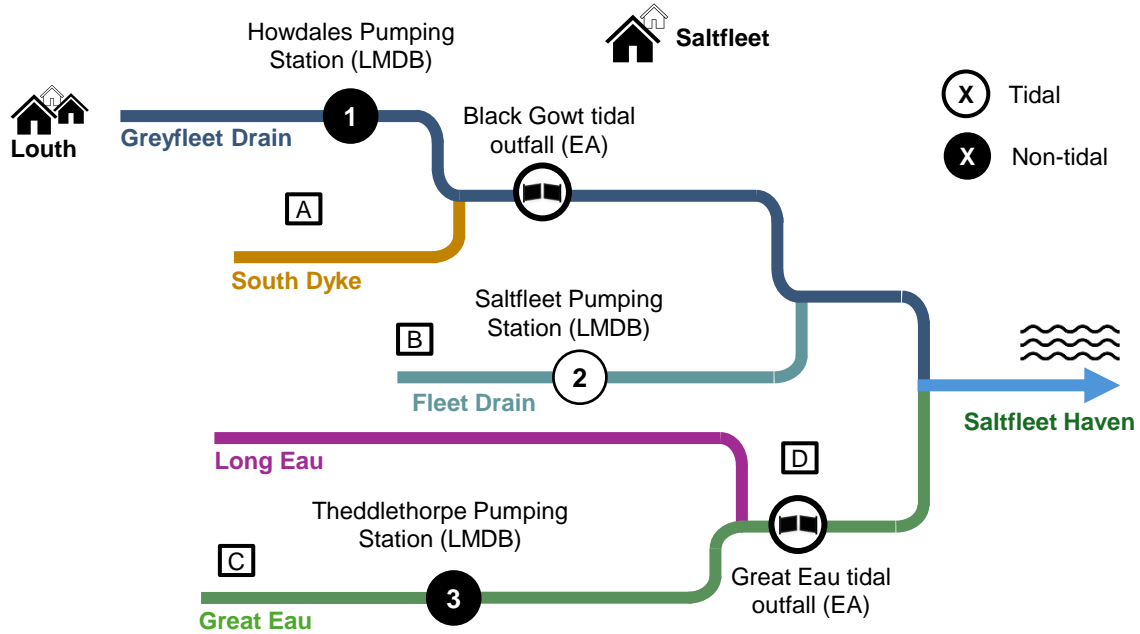 Howdales Pumping
Station (LMDB)
Saltfleet
X Tidal
X Non-tidal
Louth
1
Greyfleet Drain
Black Gowt tidal
outfall (EA)
A
South Dyke
Saltfleet Pumping
Station (LMDB)
B
2
Fleet Drain
Saltfleet Haven
Long Eau
D
Theddlethorpe Pumping
Station (LMDB)
C
3
Great Eau
Great Eau tidal
outfall (EA)